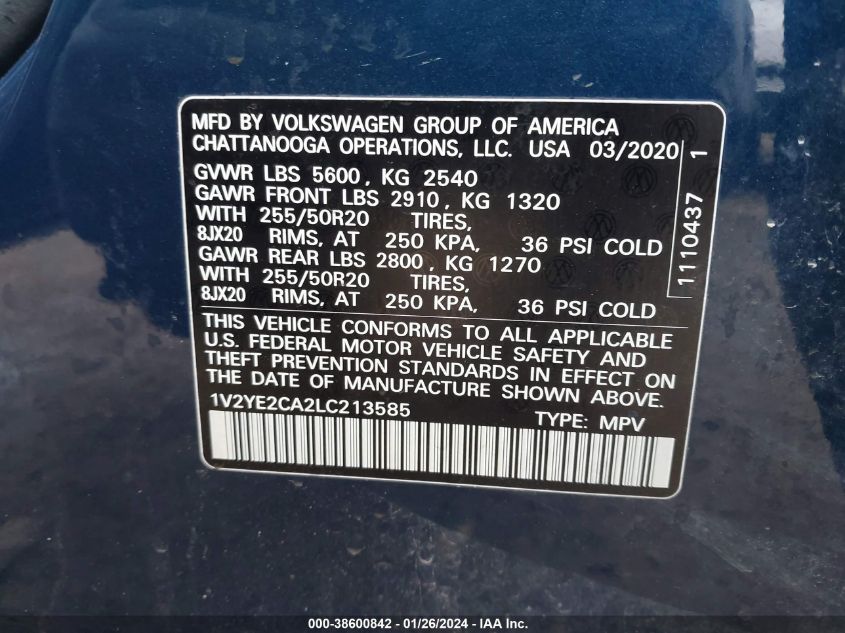 MFD BY VOLKSWAGEN GROUP OF AMERICA
CHATTANOOGA OPERATIONS, LLC. USA 03/2020
GVWR LBS 5600, KG 2540
GAWR FRONT LBS 2910, KG 1320
WITH 255/50R20 TIRES,
8JX20 RIMS, AT 250 KPA, 36 PSI COLD
GAWR REAR LBS 2800, KG 1270
WITH 255/50R20 TIRES,
8JX20 RIMS, AT 250 KPA, 36 PSI COLD
THIS VEHICLE CONFORMS TO ALL APPLICABLE
U.S. FEDERAL MOTOR VEHICLE SAFETY AND
THEFT PREVENTION STANDARDS IN EFFECT ON
THE DATE OF MANUFACTURE SHOWN ABOVE.
1V2YE2CA2LC213585 TYPE: MPV
1110437 1
000-38600842 - 01/26/2024 - IAA Inc.